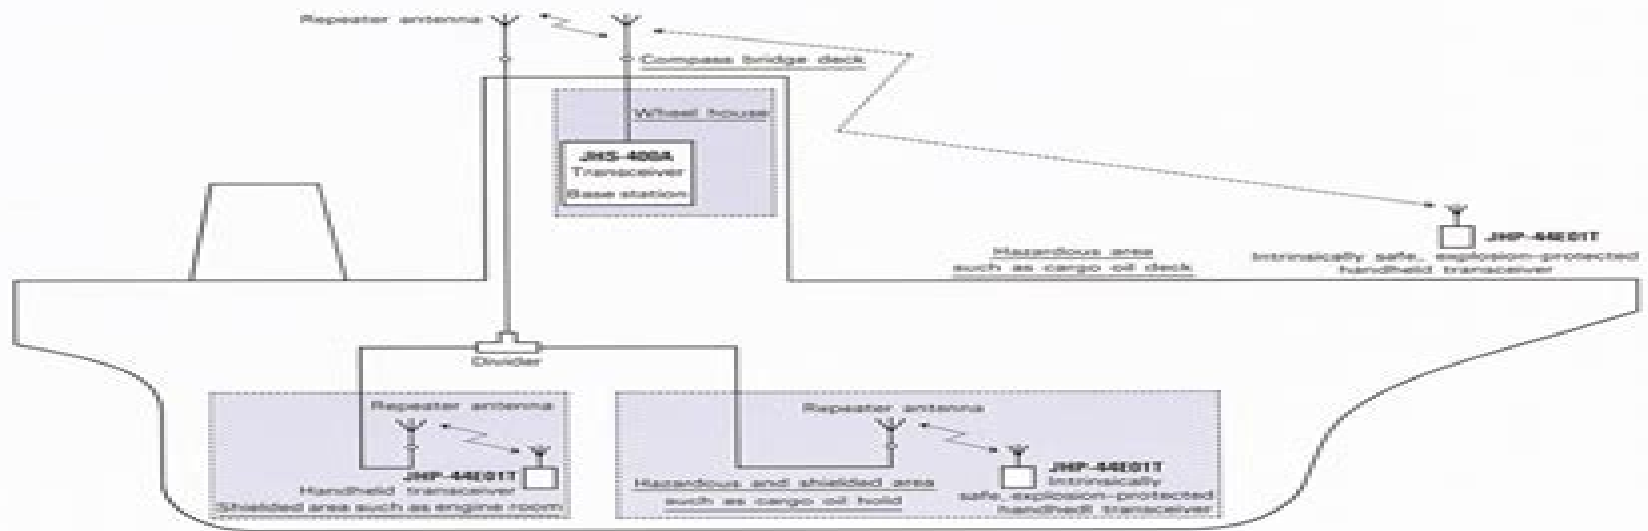 Repeater antenna
Compass bridge deck
Wheel house
JHS-400A
Transceiver
Base station
Hazardous area
such as cargo oil deck
JHP-44E01T
Intrinsically safe, explosion-protected
handheld transceiver
Divider
Repeater antenna
JHP-44E01T
Handheld transceiver
Shielded area such as engine room
Repeater antenna
Hazardous and shielded area
such as cargo oil hold
JHP-44E01T
Intrinsically
safe, explosion-protected
handhedl transceiver